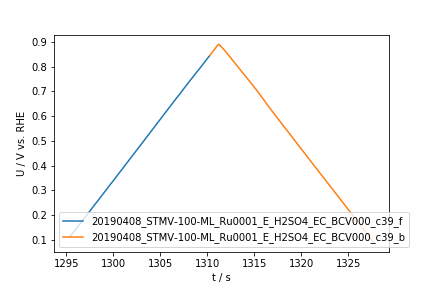 0.9
0.8
0.7
0.6
0.5
0.4
0.3
0.2
0.1
U / V vs. RHE
20190408_STMV-100-ML_Ru0001_E_H2SO4_EC_BCV000_c39_f
20190408_STMV-100-ML_Ru0001_E_H2SO4_EC_BCV000_c39_b
1295 1300 1305 1310 1315 1320 1325
t / s